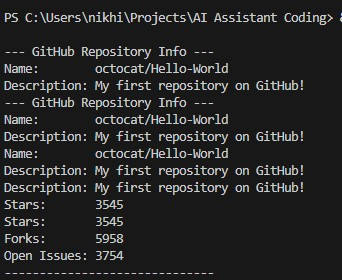 PS C:\Users\nikhi\Projects\AI Assistant Coding>
--- GitHub Repository Info ---
Name:        octocat/Hello-World
Description: My first repository on GitHub!
--- GitHub Repository Info ---
Name:        octocat/Hello-World
Description: My first repository on GitHub!
Name:        octocat/Hello-World
Description: My first repository on GitHub!
Description: My first repository on GitHub!
Stars:       3545
Stars:       3545
Forks:       5958
Open Issues: 3754
------------------------------